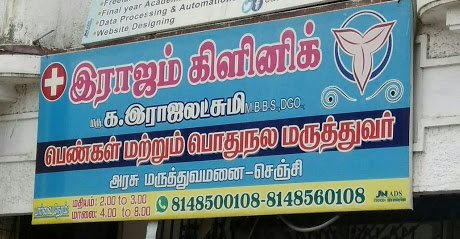 Final year Academ
Data Processing & Automation
Website Designing
இராஜம் கிளினிக்
க.இராஜலட்சுமி M.B.B.S,DGO.,
பெண்கள் மற்றும் பொதுநல மருத்துவர்
அரசு மருத்துவமனை-செஞ்சி
மதியம்: 2.00 to 3.00
மாலை: 4.00 to 8.00
8148500108-8148560108
ADS